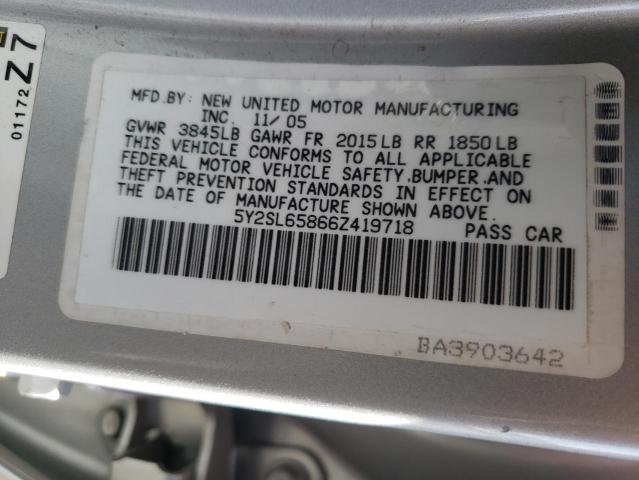 MFD.BY: NEW UNITED MOTOR MANUFACTURING
INC. 11/05
GVWR 3845LB GAWR FR 2015LB RR 1850LB
THIS VEHICLE CONFORMS TO ALL APPLICABLE
FEDERAL MOTOR VEHICLE SAFETY.BUMPER.AND
THEFT PREVENTION STANDARDS IN EFFECT ON
THE DATE OF MANUFACTURE SHOWN ABOVE.
5Y2SL65866Z419718 PASS CAR
BA3903642
01172
Z7